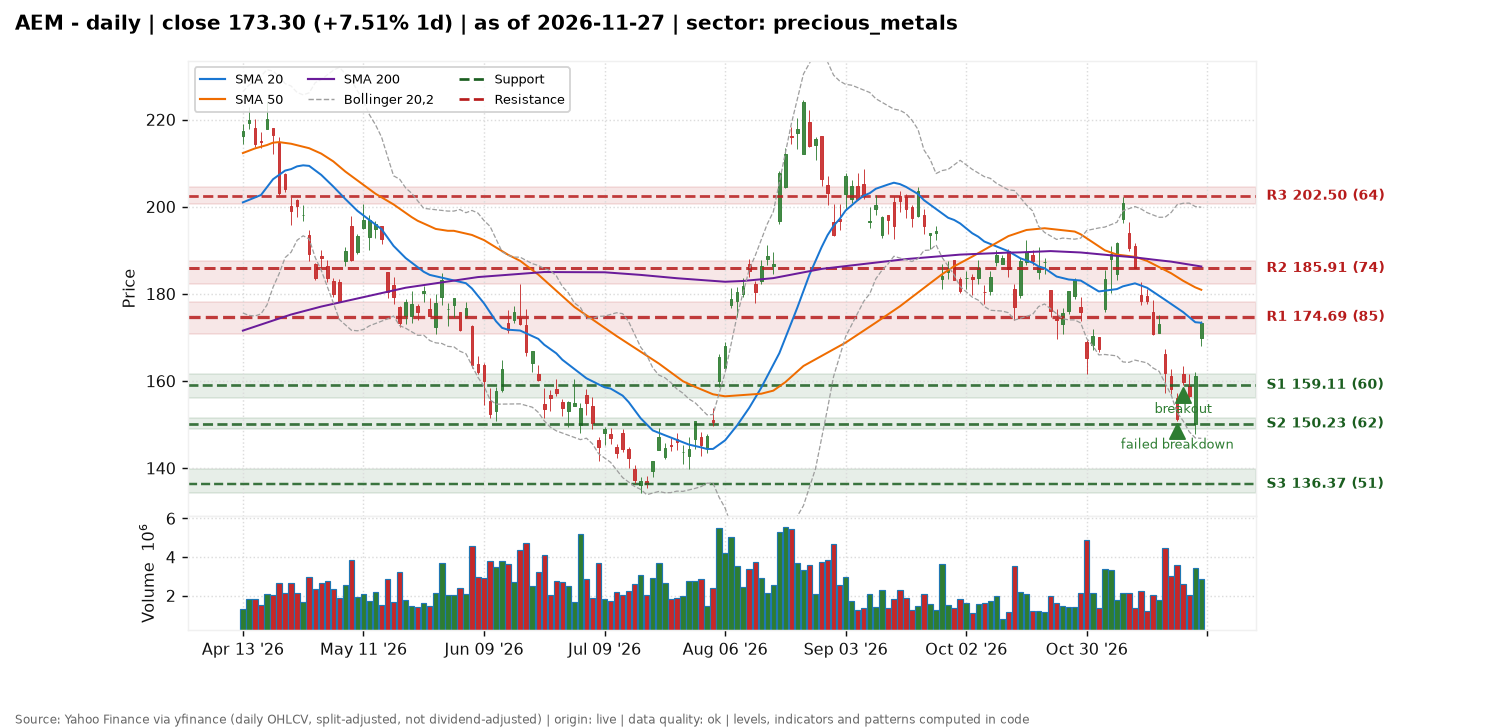 AEM - daily | close 173.30 (+7.51% 1d) | as of 2026-11-27 | sector: precious_metals
SMA 20
SMA 50
SMA 200
Bollinger 20,2
Support
Resistance
Price
220
200
180
160
140
R3 202.50 (64)
R2 185.91 (74)
R1 174.69 (85)
S1 159.11 (60)
breakout
S2 150.23 (62)
failed breakdown
S3 136.37 (51)
Volume 10⁶
6
4
2
Apr 13 '26
May 11 '26
Jun 09 '26
Jul 09 '26
Aug 06 '26
Sep 03 '26
Oct 02 '26
Oct 30 '26
Source: Yahoo Finance via yfinance (daily OHLCV, split-adjusted, not dividend-adjusted) | origin: live | data quality: ok | levels, indicators and patterns computed in code